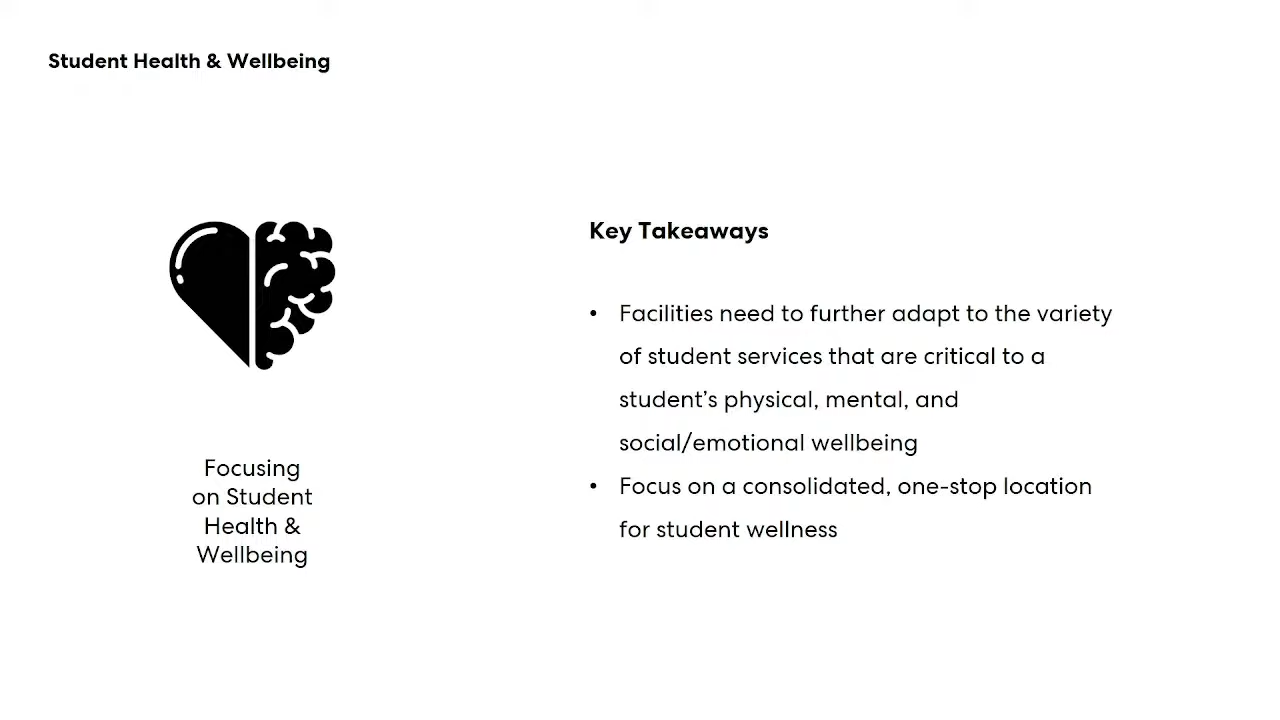 Student Health & Wellbeing
Focusing
on Student
Health &
Wellbeing
Key Takeaways
• Facilities need to further adapt to the variety
of student services that are critical to a
student’s physical, mental, and
social/emotional wellbeing
• Focus on a consolidated, one-stop location
for student wellness